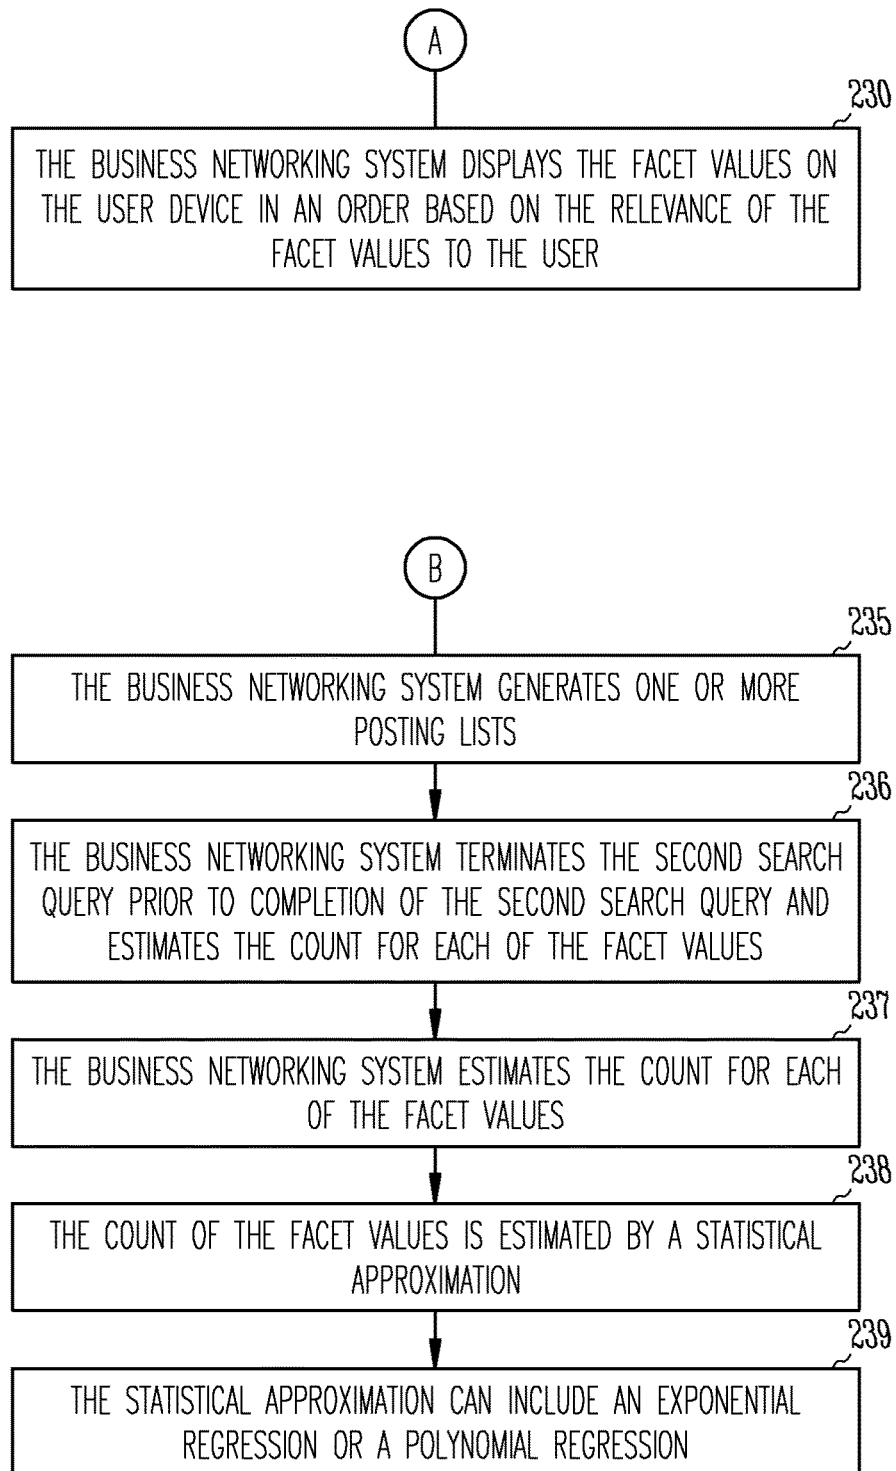 A
230
THE BUSINESS NETWORKING SYSTEM DISPLAYS THE FACET VALUES ON
THE USER DEVICE IN AN ORDER BASED ON THE RELEVANCE OF THE
FACET VALUES TO THE USER
B
235
THE BUSINESS NETWORKING SYSTEM GENERATES ONE OR MORE
POSTING LISTS
236
THE BUSINESS NETWORKING SYSTEM TERMINATES THE SECOND SEARCH
QUERY PRIOR TO COMPLETION OF THE SECOND SEARCH QUERY AND
ESTIMATES THE COUNT FOR EACH OF THE FACET VALUES
237
THE BUSINESS NETWORKING SYSTEM ESTIMATES THE COUNT FOR EACH
OF THE FACET VALUES
238
THE COUNT OF THE FACET VALUES IS ESTIMATED BY A STATISTICAL
APPROXIMATION
239
THE STATISTICAL APPROXIMATION CAN INCLUDE AN EXPONENTIAL
REGRESSION OR A POLYNOMIAL REGRESSION